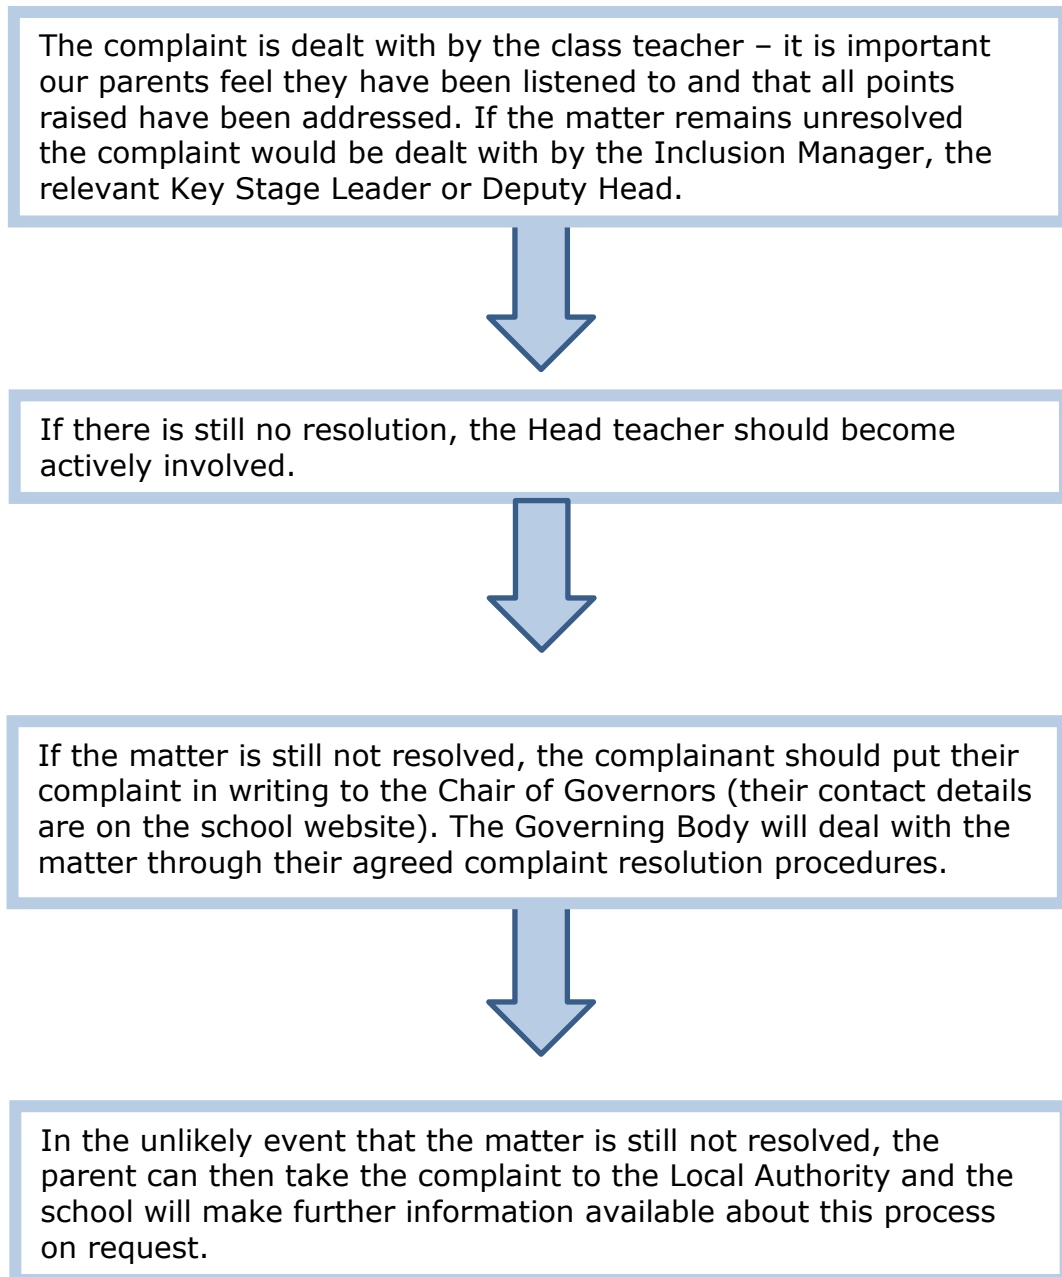 The complaint is dealt with by the class teacher – it is important
our parents feel they have been listened to and that all points
raised have been addressed. If the matter remains unresolved
the complaint would be dealt with by the Inclusion Manager, the
relevant Key Stage Leader or Deputy Head.
If there is still no resolution, the Head teacher should become
actively involved.
If the matter is still not resolved, the complainant should put their
complaint in writing to the Chair of Governors (their contact details
are on the school website). The Governing Body will deal with the
matter through their agreed complaint resolution procedures.
In the unlikely event that the matter is still not resolved, the
parent can then take the complaint to the Local Authority and the
school will make further information available about this process
on request.